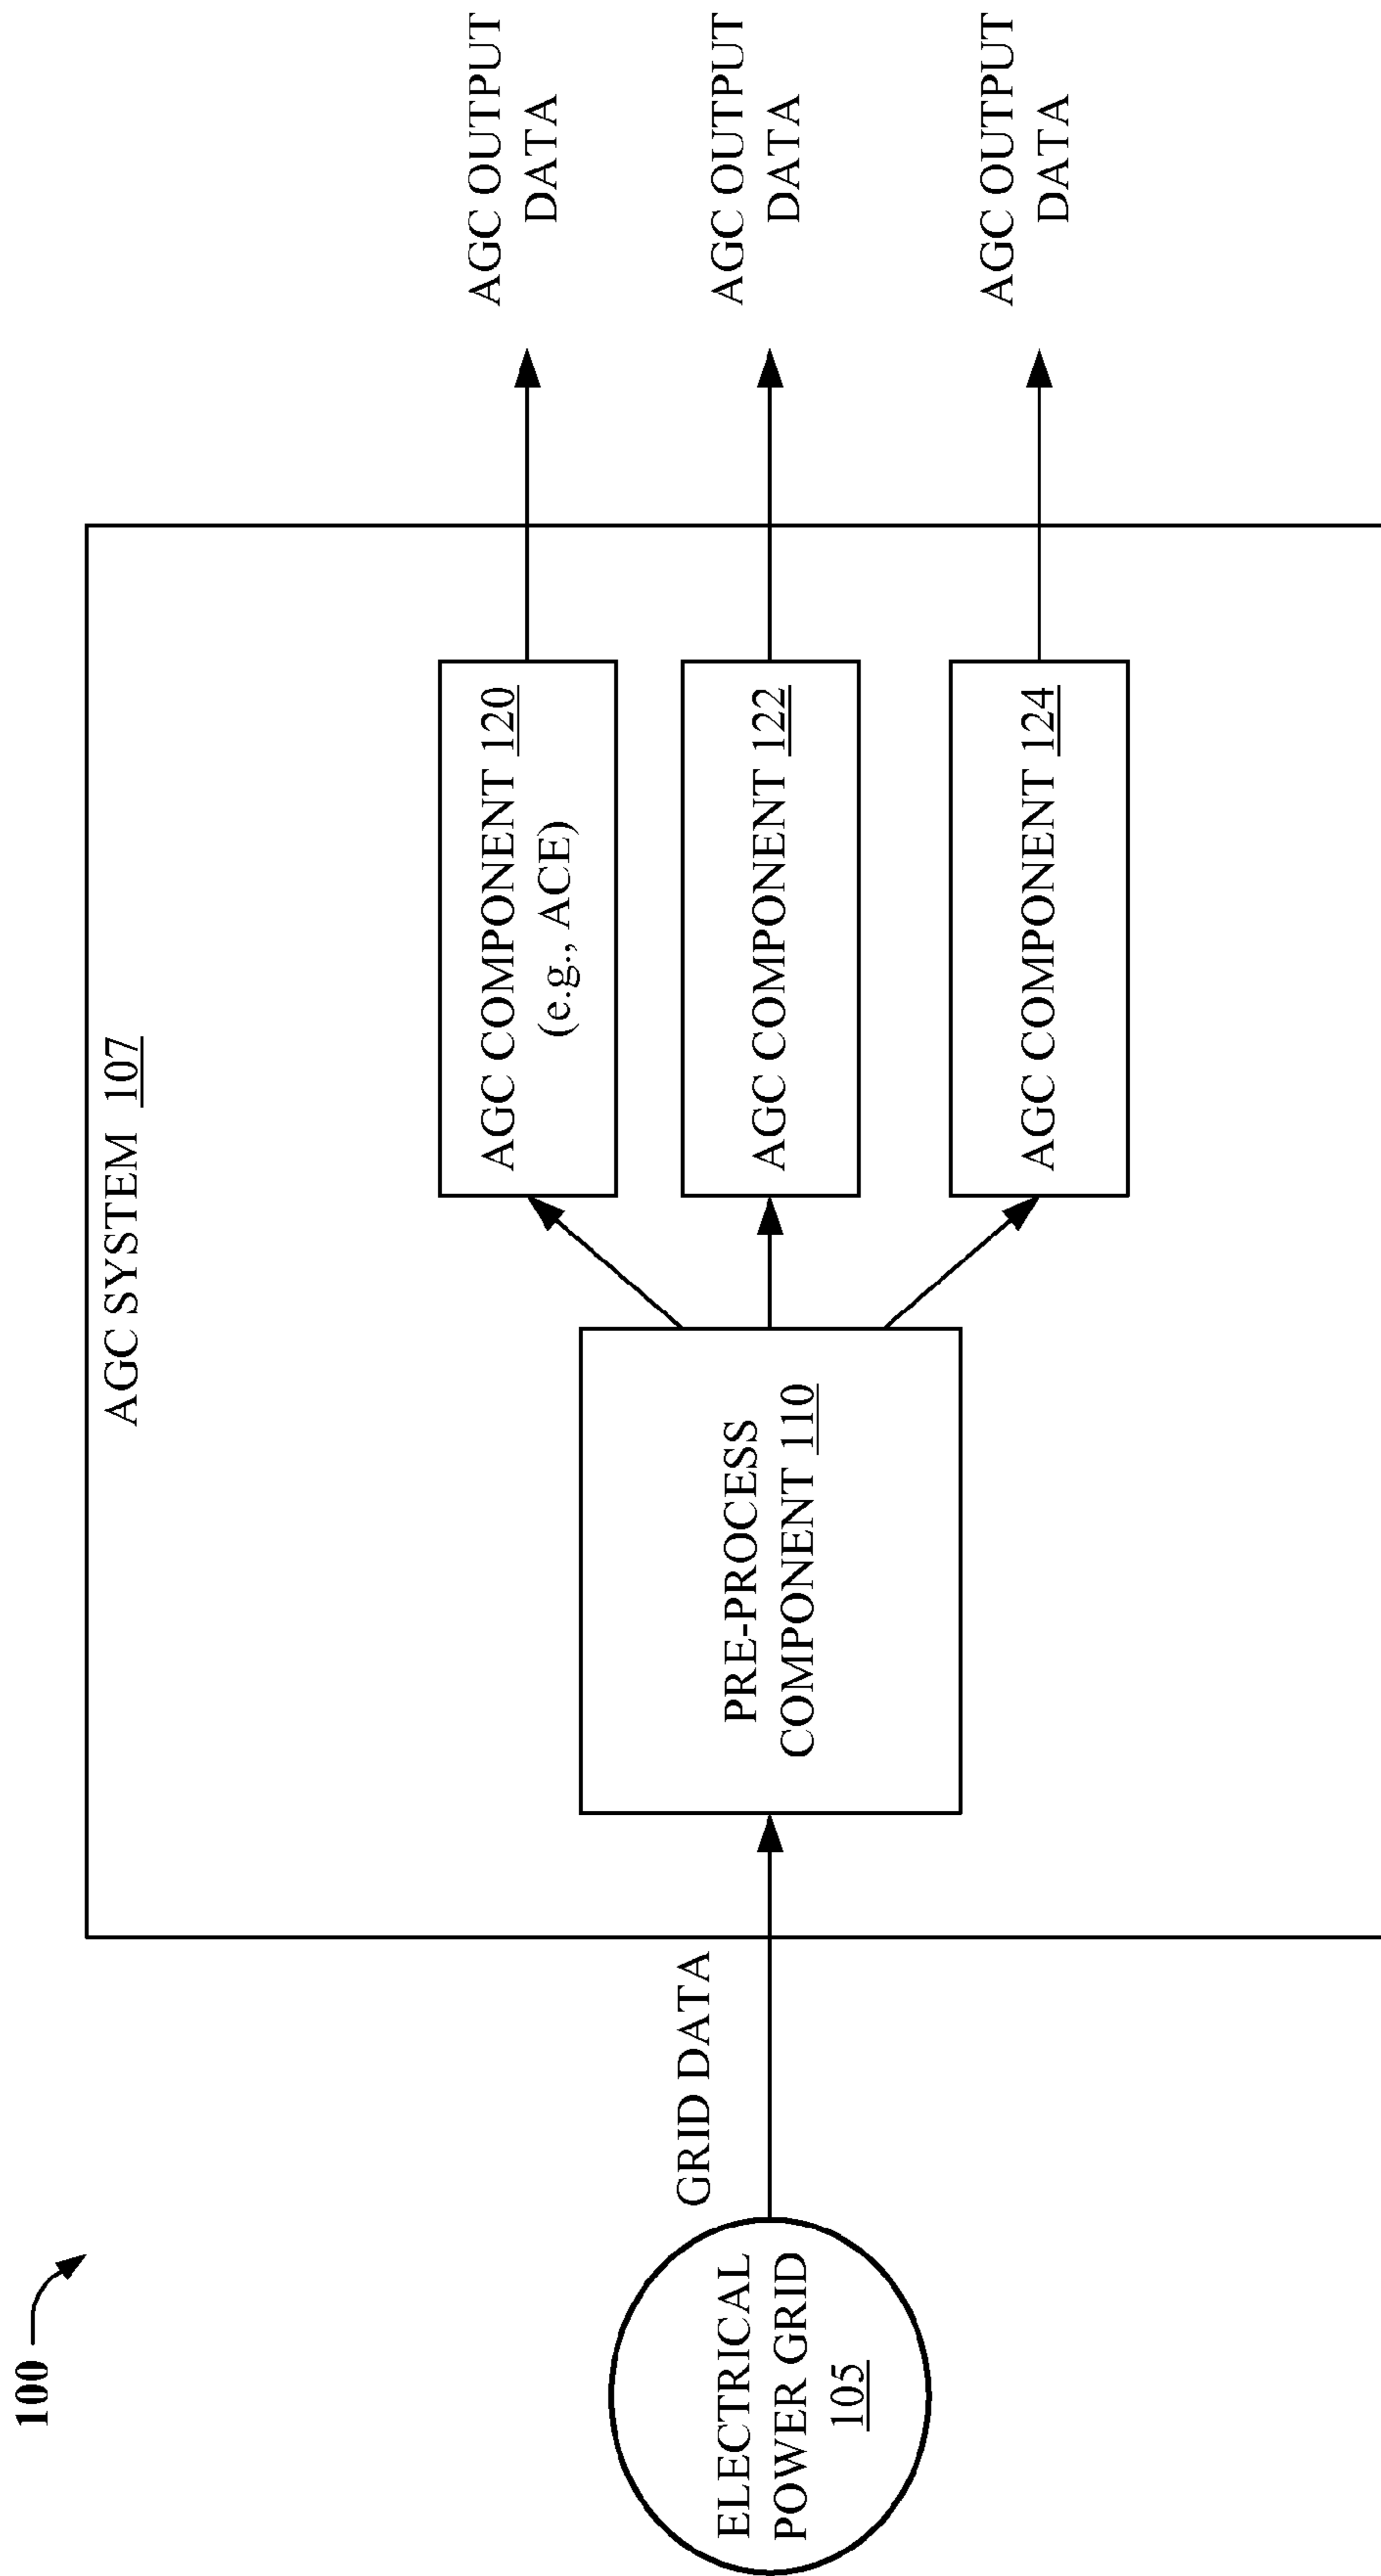 100
AGC SYSTEM 107
ELECTRICAL
POWER GRID
105
GRID DATA
PRE-PROCESS
COMPONENT 110
AGC COMPONENT 120
(e.g., ACE)
AGC COMPONENT 122
AGC COMPONENT 124
AGC OUTPUT
DATA
AGC OUTPUT
DATA
AGC OUTPUT
DATA